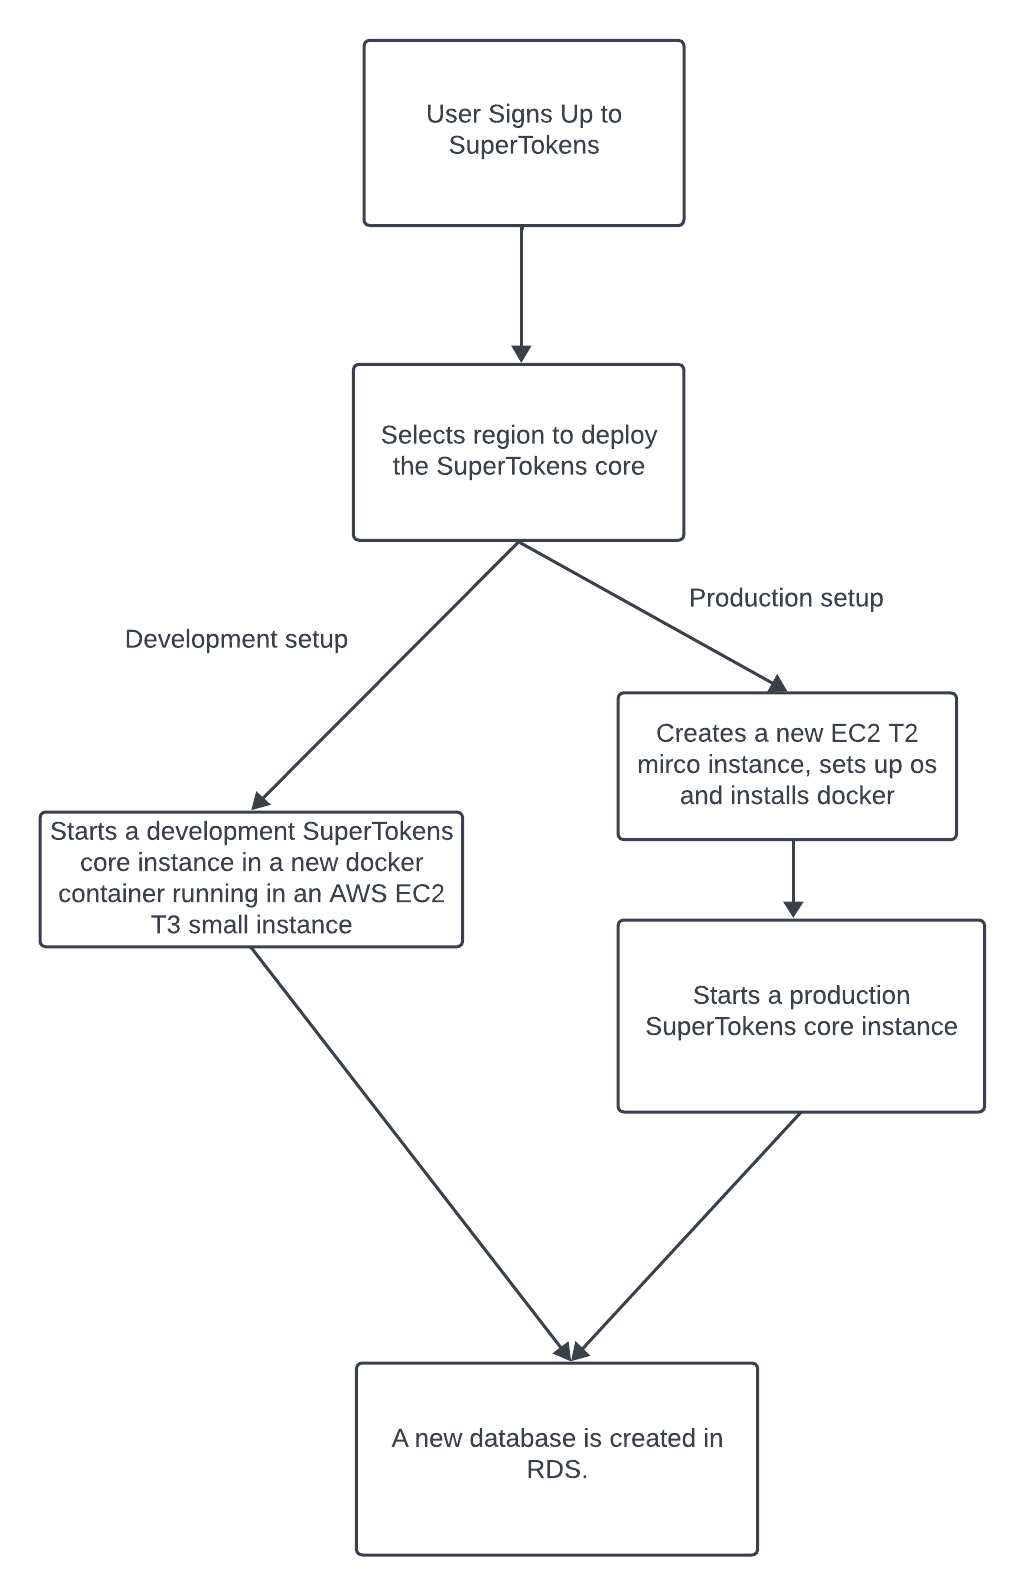 User Signs Up to
SuperTokens
Selects region to deploy
the SuperTokens core
Production setup
Development setup
Creates a new EC2 T2
mirco instance, sets up os
and installs docker
Starts a development SuperTokens
core instance in a new docker
container running in an AWS EC2
T3 small instance
Starts a production
SuperTokens core instance
A new database is created in
RDS.